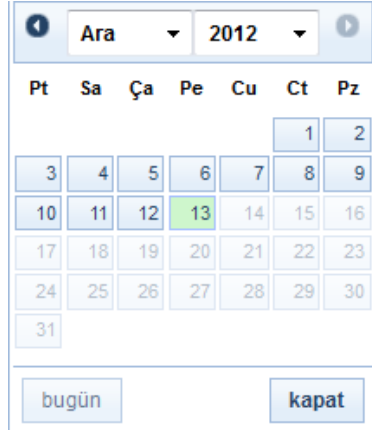 Ara 2012
Pt Sa Ça Pe Cu Ct Pz
1 2
3 4 5 6 7 8 9
10 11 12 13 14 15 16
17 18 19 20 21 22 23
24 25 26 27 28 29 30
31
bugün kapat